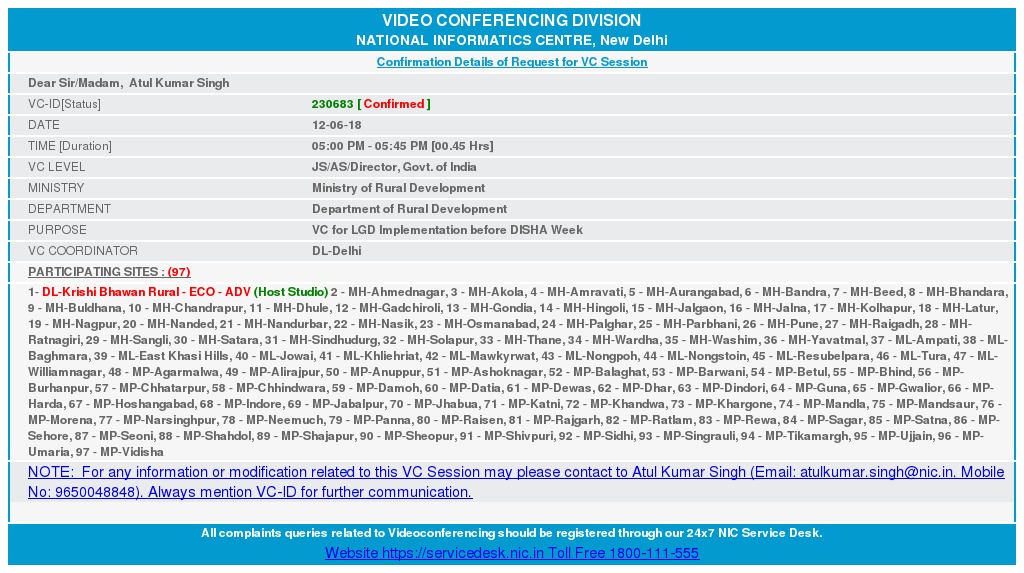 VIDEO CONFERENCING DIVISION
NATIONAL INFORMATICS CENTRE, New Delhi
Confirmation Details of Request for VC Session
Dear Sir/Madam,  Atul Kumar Singh
VC-ID[Status] 230683 [ Confirmed ]
DATE 12-06-18
TIME [Duration] 05:00 PM - 05:45 PM [00.45 Hrs]
VC LEVEL JS/AS/Director, Govt. of India
MINISTRY Ministry of Rural Development
DEPARTMENT Department of Rural Development
PURPOSE VC for LGD Implementation before DISHA Week
VC COORDINATOR DL-Delhi
PARTICIPATING SITES : (97)
1- DL-Krishi Bhawan Rural - ECO - ADV (Host Studio) 2 - MH-Ahmednagar, 3 - MH-Akola, 4 - MH-Amravati, 5 - MH-Aurangabad, 6 - MH-Bandra, 7 - MH-Beed, 8 - MH-Bhandara,
9 - MH-Buldhana, 10 - MH-Chandrapur, 11 - MH-Dhule, 12 - MH-Gadchiroli, 13 - MH-Gondia, 14 - MH-Hingoli, 15 - MH-Jalgaon, 16 - MH-Jalna, 17 - MH-Kolhapur, 18 - MH-Latur,
19 - MH-Nagpur, 20 - MH-Nanded, 21 - MH-Nandurbar, 22 - MH-Nasik, 23 - MH-Osmanabad, 24 - MH-Palghar, 25 - MH-Parbhani, 26 - MH-Pune, 27 - MH-Raigadh, 28 - MH-
Ratnagiri, 29 - MH-Sangli, 30 - MH-Satara, 31 - MH-Sindhudurg, 32 - MH-Solapur, 33 - MH-Thane, 34 - MH-Wardha, 35 - MH-Washim, 36 - MH-Yavatmal, 37 - ML-Ampati, 38 - ML-
Baghmara, 39 - ML-East Khasi Hills, 40 - ML-Jowai, 41 - ML-Khliehriat, 42 - ML-Mawkyrwat, 43 - ML-Nongpoh, 44 - ML-Nongstoin, 45 - ML-Resubelpara, 46 - ML-Tura, 47 - ML-
Williamnagar, 48 - MP-Agarmalwa, 49 - MP-Alirajpur, 50 - MP-Anuppur, 51 - MP-Ashoknagar, 52 - MP-Balaghat, 53 - MP-Barwani, 54 - MP-Betul, 55 - MP-Bhind, 56 - MP-
Burhanpur, 57 - MP-Chhatarpur, 58 - MP-Chhindwara, 59 - MP-Damoh, 60 - MP-Datia, 61 - MP-Dewas, 62 - MP-Dhar, 63 - MP-Dindori, 64 - MP-Guna, 65 - MP-Gwalior, 66 - MP-
Harda, 67 - MP-Hoshangabad, 68 - MP-Indore, 69 - MP-Jabalpur, 70 - MP-Jhabua, 71 - MP-Katni, 72 - MP-Khandwa, 73 - MP-Khargone, 74 - MP-Mandla, 75 - MP-Mandsaur, 76 -
MP-Morena, 77 - MP-Narsinghpur, 78 - MP-Neemuch, 79 - MP-Panna, 80 - MP-Raisen, 81 - MP-Rajgarh, 82 - MP-Ratlam, 83 - MP-Rewa, 84 - MP-Sagar, 85 - MP-Satna, 86 - MP-
Sehore, 87 - MP-Seoni, 88 - MP-Shahdol, 89 - MP-Shajapur, 90 - MP-Sheopur, 91 - MP-Shivpuri, 92 - MP-Sidhi, 93 - MP-Singrauli, 94 - MP-Tikamargh, 95 - MP-Ujjain, 96 - MP-
Umaria, 97 - MP-Vidisha
NOTE:  For any information or modification related to this VC Session may please contact to Atul Kumar Singh (Email: atulkumar.singh@nic.in. Mobile
No: 9650048848). Always mention VC-ID for further communication.
All complaints queries related to Videoconferencing should be registered through our 24x7 NIC Service Desk.
Website https://servicedesk.nic.in Toll Free 1800-111-555